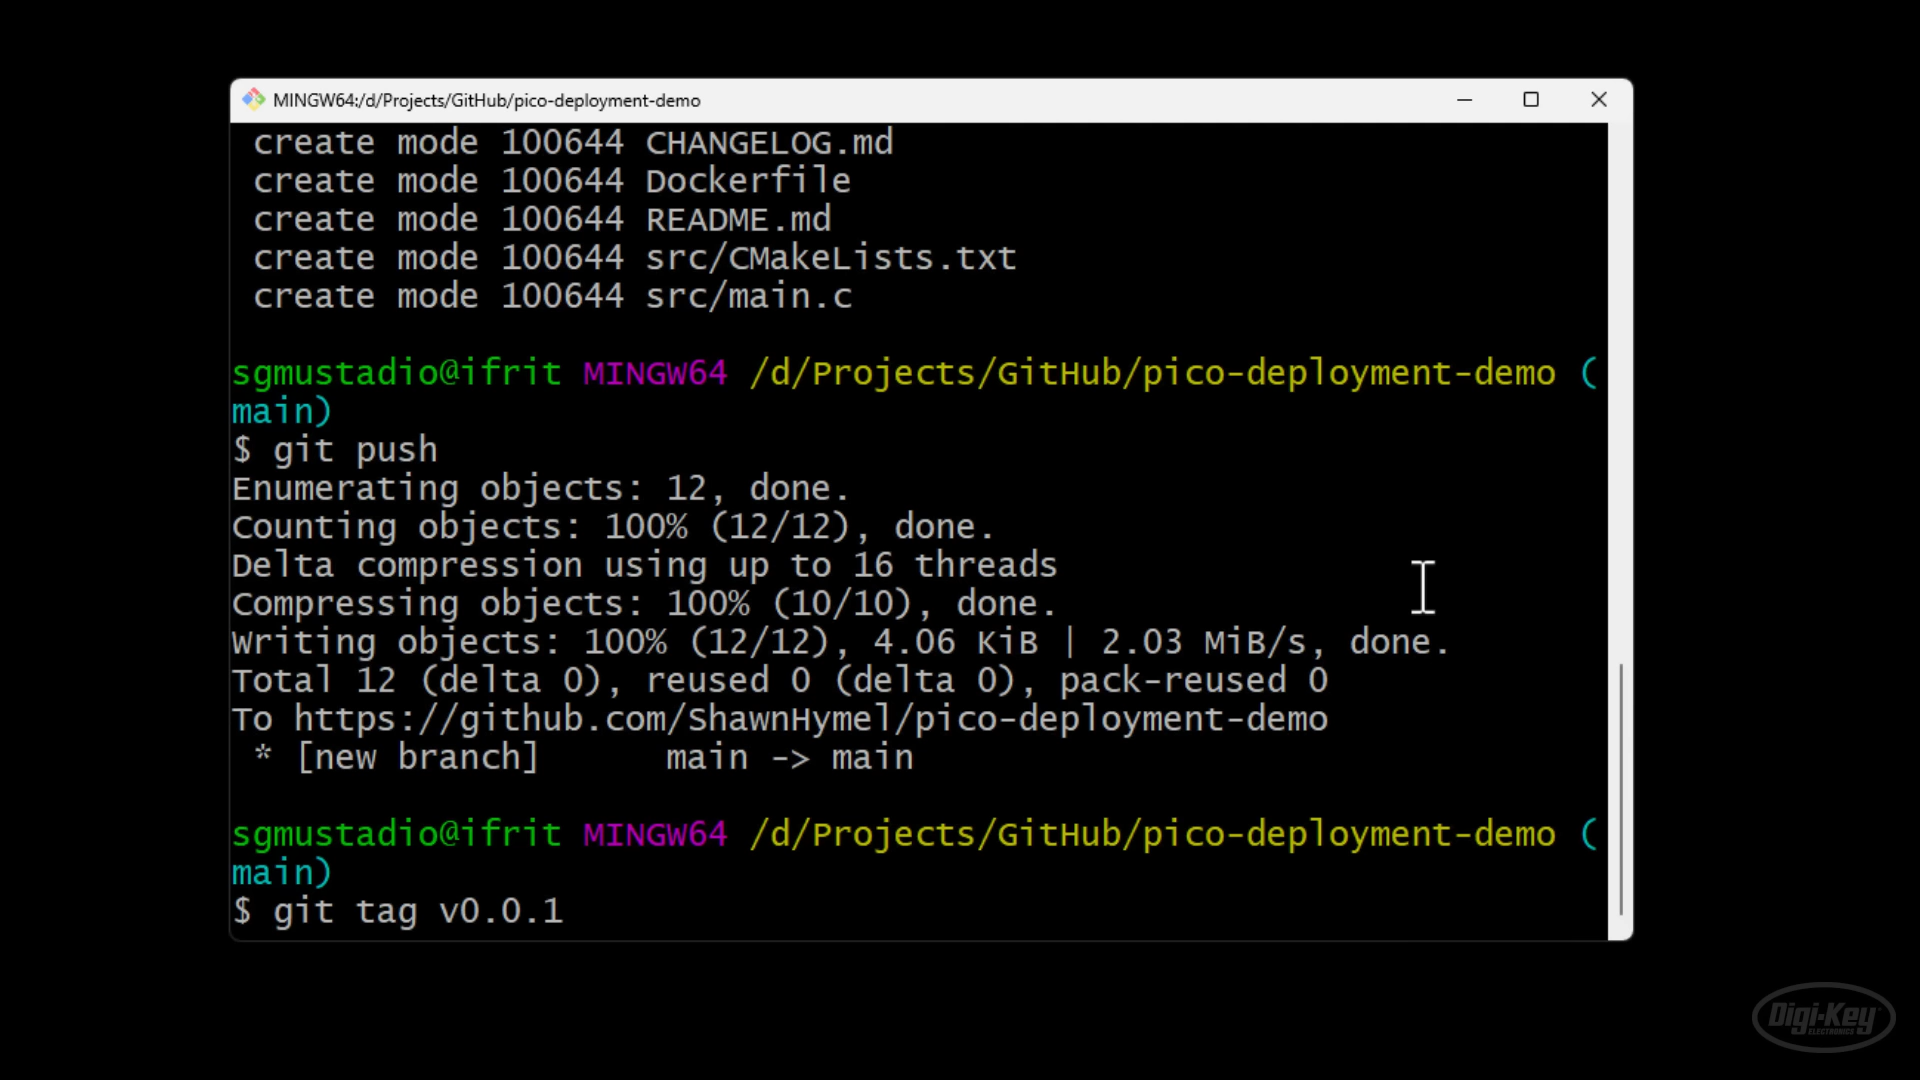 MINGW64:/d/Projects/GitHub/pico-deployment-demo
create mode 100644 CHANGELOG.md
create mode 100644 Dockerfile
create mode 100644 README.md
create mode 100644 src/CMakeLists.txt
create mode 100644 src/main.c
sgmustadio@ifrit MINGW64 /d/Projects/GitHub/pico-deployment-demo (
main)
$ git push
Enumerating objects: 12, done.
Counting objects: 100% (12/12), done.
Delta compression using up to 16 threads
Compressing objects: 100% (10/10), done.
Writing objects: 100% (12/12), 4.06 KiB | 2.03 MiB/s, done.
Total 12 (delta 0), reused 0 (delta 0), pack-reused 0
To https://github.com/ShawnHymel/pico-deployment-demo
* [new branch]      main -> main
sgmustadio@ifrit MINGW64 /d/Projects/GitHub/pico-deployment-demo (
main)
$ git tag v0.0.1
Digi-Key
ELECTRONICS